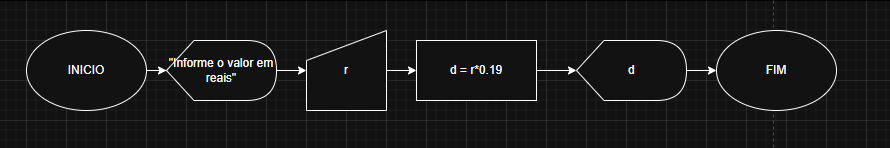 INICIO
"Informe o valor em
reais"
r
d = r*0.19
d
FIM